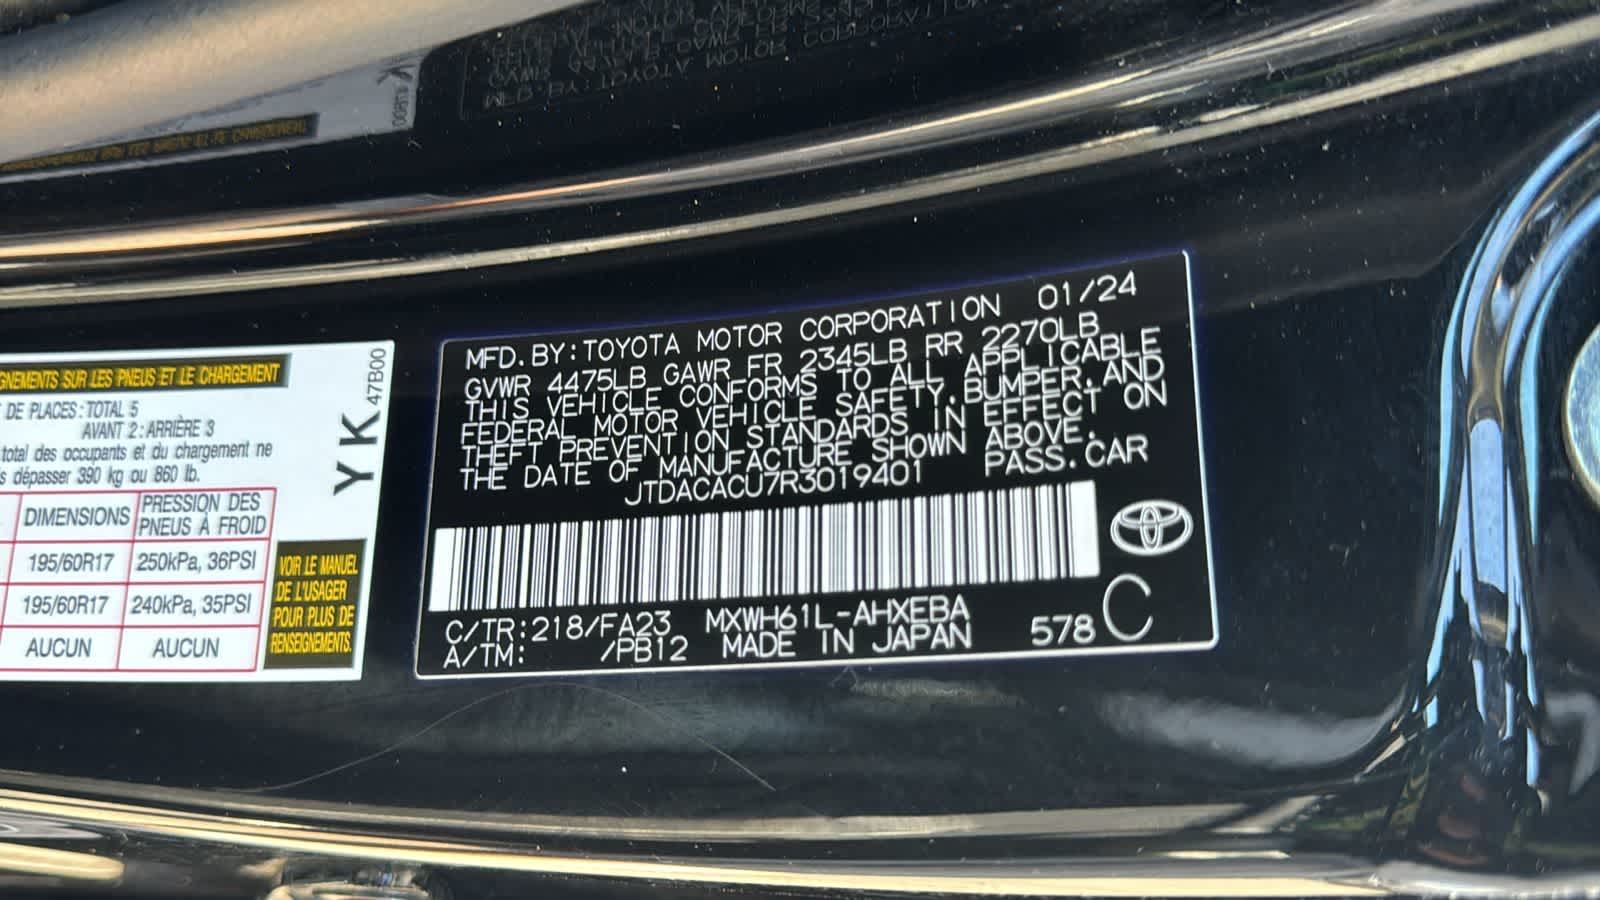 GNEMENTS SUR LES PNEUS ET LE CHARGEMENT
DE PLACES: TOTAL 5
AVANT 2: ARRIÈRE 3
total des occupants et du chargement ne
s dépasser 390 kg ou 860 lb.
DIMENSIONS PRESSION DES PNEUS À FROID
195/60R17 250kPa, 36PSI
195/60R17 240kPa, 35PSI
AUCUN AUCUN
VOIR LE MANUEL
DE L'USAGER
POUR PLUS DE
RENSEIGNEMENTS.
YK 47B00
MFD. BY: TOYOTA MOTOR CORPORATION 01/24
GVWR 4475LB GAWR FR 2345LB RR 2270LB
THIS VEHICLE CONFORMS TO ALL APPLICABLE
FEDERAL MOTOR VEHICLE SAFETY, BUMPER, AND
THEFT PREVENTION STANDARDS IN EFFECT ON
THE DATE OF MANUFACTURE SHOWN ABOVE.
JTDACACU7R3019401 PASS. CAR
C/TR: 218/FA23 MXWH61L-AHXEBA
A/TM: /PB12 MADE IN JAPAN 578 C